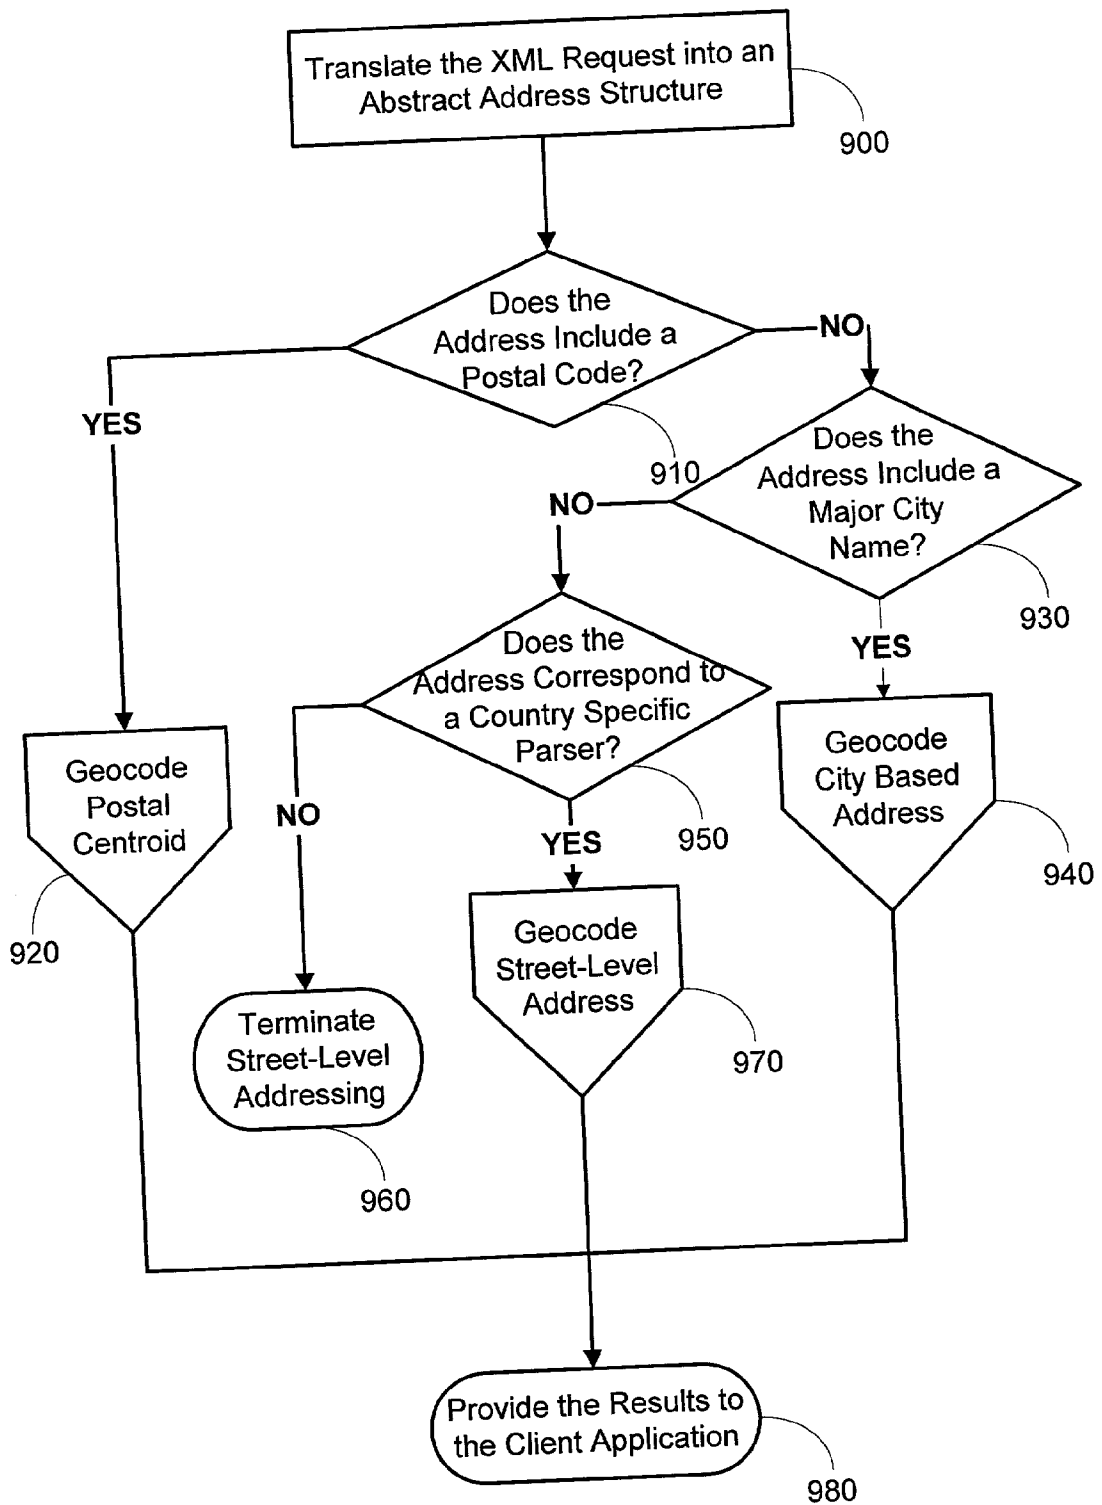 Translate the XML Request into an
Abstract Address Structure
900
Does the
Address Include a
Postal Code?
910
NO
YES
Does the
Address Include a
Major City
Name?
930
NO
YES
Does the
Address Correspond to
a Country Specific
Parser?
950
NO
YES
Geocode
Postal
Centroid
920
Geocode
City Based
Address
940
Geocode
Street-Level
Address
970
Terminate
Street-Level
Addressing
960
Provide the Results to
the Client Application
980